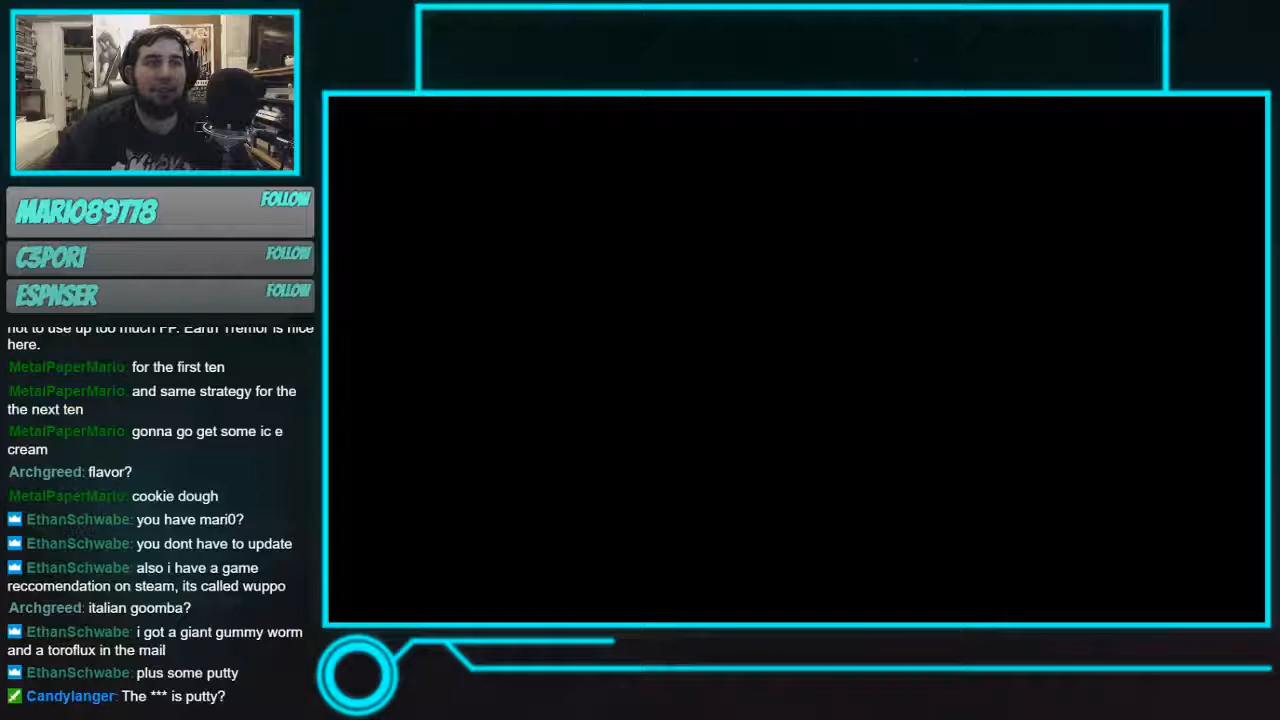 MARIO89778 FOLLOW
C3PORI FOLLOW
ESPNSER FOLLOW
not to use up too much FP. Earth Tremor is nice
here.
MetalPaperMario: for the first ten
MetalPaperMario: and same strategy for the
the next ten
MetalPaperMario: gonna go get some ic e
cream
Archgreed: flavor?
MetalPaperMario: cookie dough
EthanSchwabe: you have mari0?
EthanSchwabe: you dont have to update
EthanSchwabe: also i have a game
reccomendation on steam, its called wuppo
Archgreed: italian goomba?
EthanSchwabe: i got a giant gummy worm
and a toroflux in the mail
EthanSchwabe: plus some putty
Candylanger: The *** is putty?